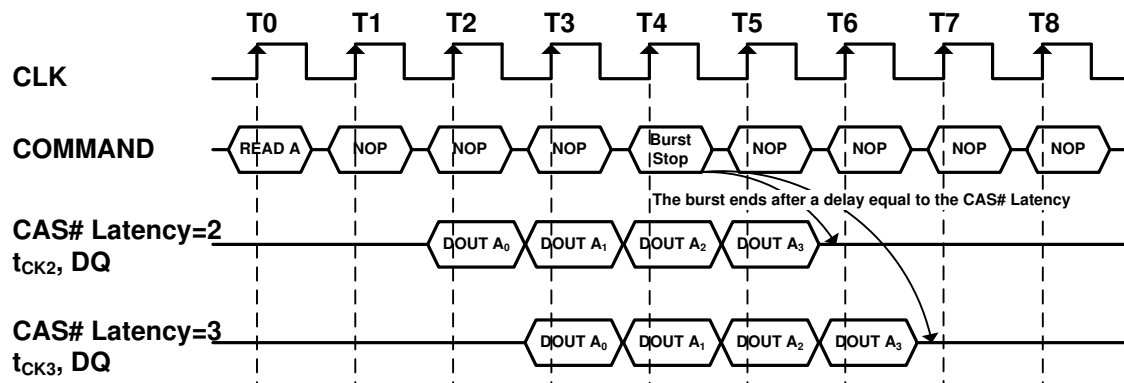 T0 T1 T2 T3 T4 T5 T6 T7 T8
CLK
COMMAND READ A NOP NOP NOP Burst Stop NOP NOP NOP NOP
The burst ends after a delay equal to the CAS# Latency
CAS# Latency=2
tCK2, DQ
DOUT A0 DOUT A1 DOUT A2 DOUT A3
CAS# Latency=3
tCK3, DQ
DOUT A0 DOUT A1 DOUT A2 DOUT A3